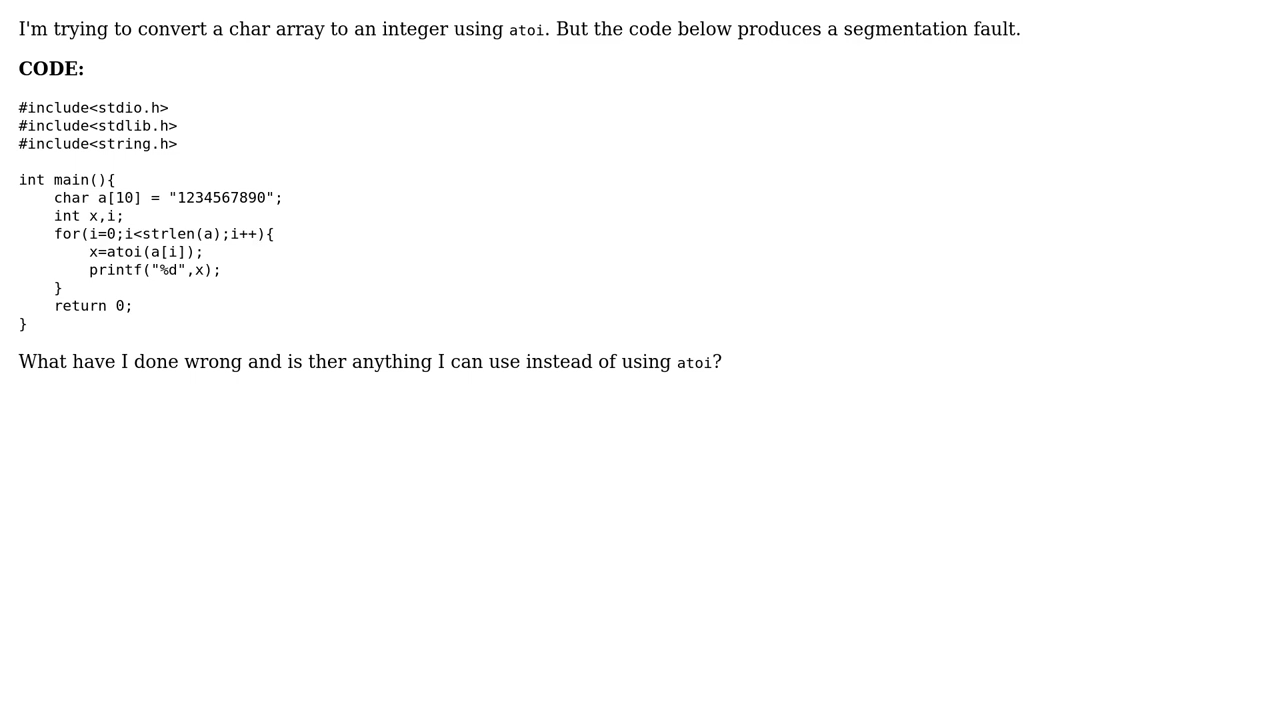 I'm trying to convert a char array to an integer using atoi. But the code below produces a segmentation fault.
CODE:
#include<stdio.h>
#include<stdlib.h>
#include<string.h>
int main(){
    char a[10] = "1234567890";
    int x,i;
    for(i=0;i<strlen(a);i++){
        x=atoi(a[i]);
        printf("%d",x);
    }
    return 0;
}
What have I done wrong and is ther anything I can use instead of using atoi?